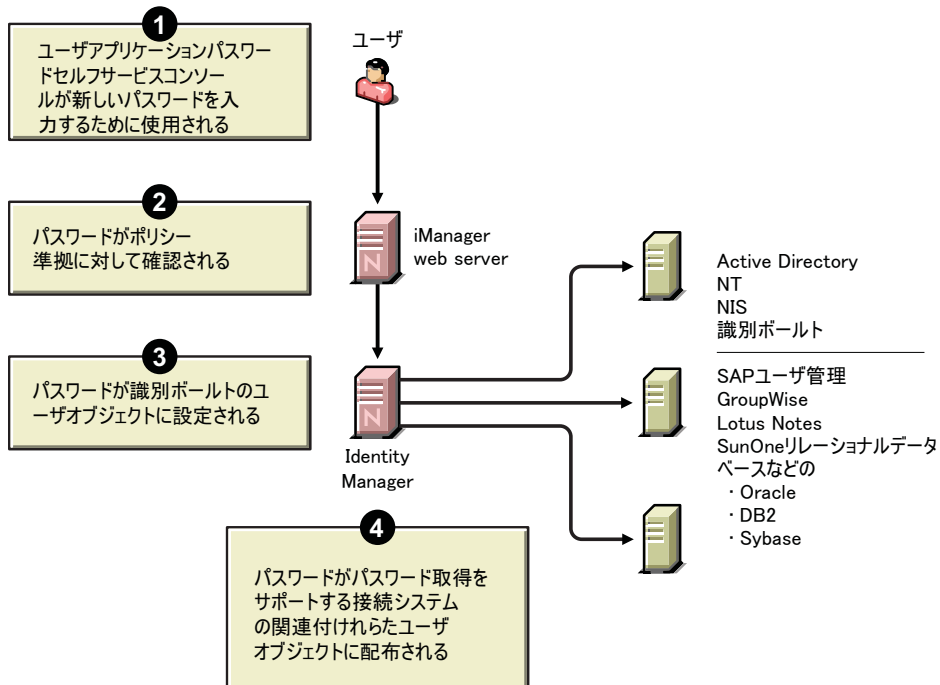 1
ユーザアプリケーションパスワー
ドセルフサービスコンソー
ルが新しいパスワードを入
力するために使用される
ユーザ
2
パスワードがポリシー
準拠に対して確認される
iManager
web server
N
Active Directory
NT
NIS
識別ボールト
3
パスワードが識別ボールトのユ
ーザオブジェクトに設定される
N
Identity
Manager
SAPユーザ管理
GroupWise
Lotus Notes
SunOneリレーショナルデータ
ベースなどの
・Oracle
・DB2
・Sybase
4
パスワードがパスワード取得を
サポートする接続システム
の関連付けれらたユーザ
オブジェクトに配布される